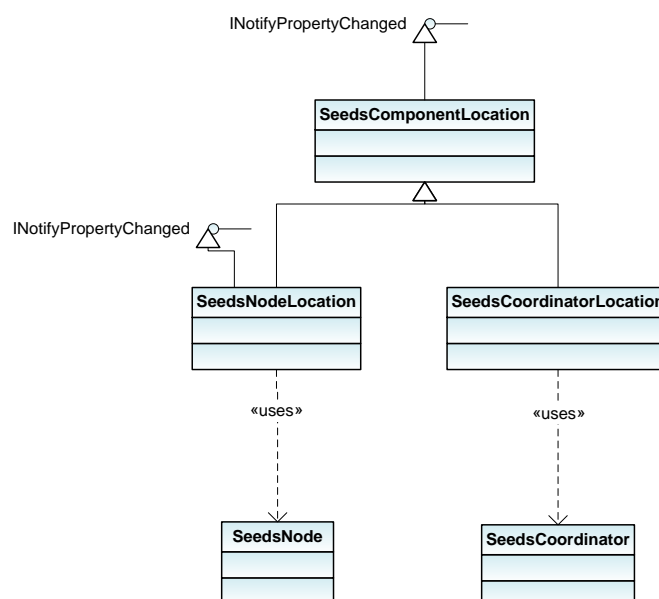 INotifyPropertyChanged
SeedsComponentLocation
INotifyPropertyChanged
SeedsNodeLocation
SeedsCoordinatorLocation
«uses»
«uses»
SeedsNode
SeedsCoordinator